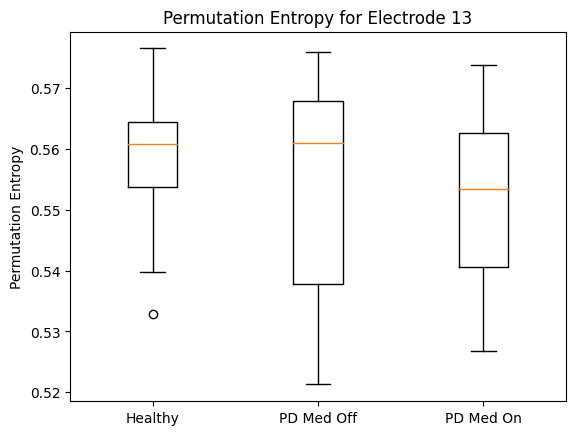 Permutation Entropy for Electrode 13
Permutation Entropy
0.57
0.56
0.55
0.54
0.53
0.52
Healthy
PD Med Off
PD Med On